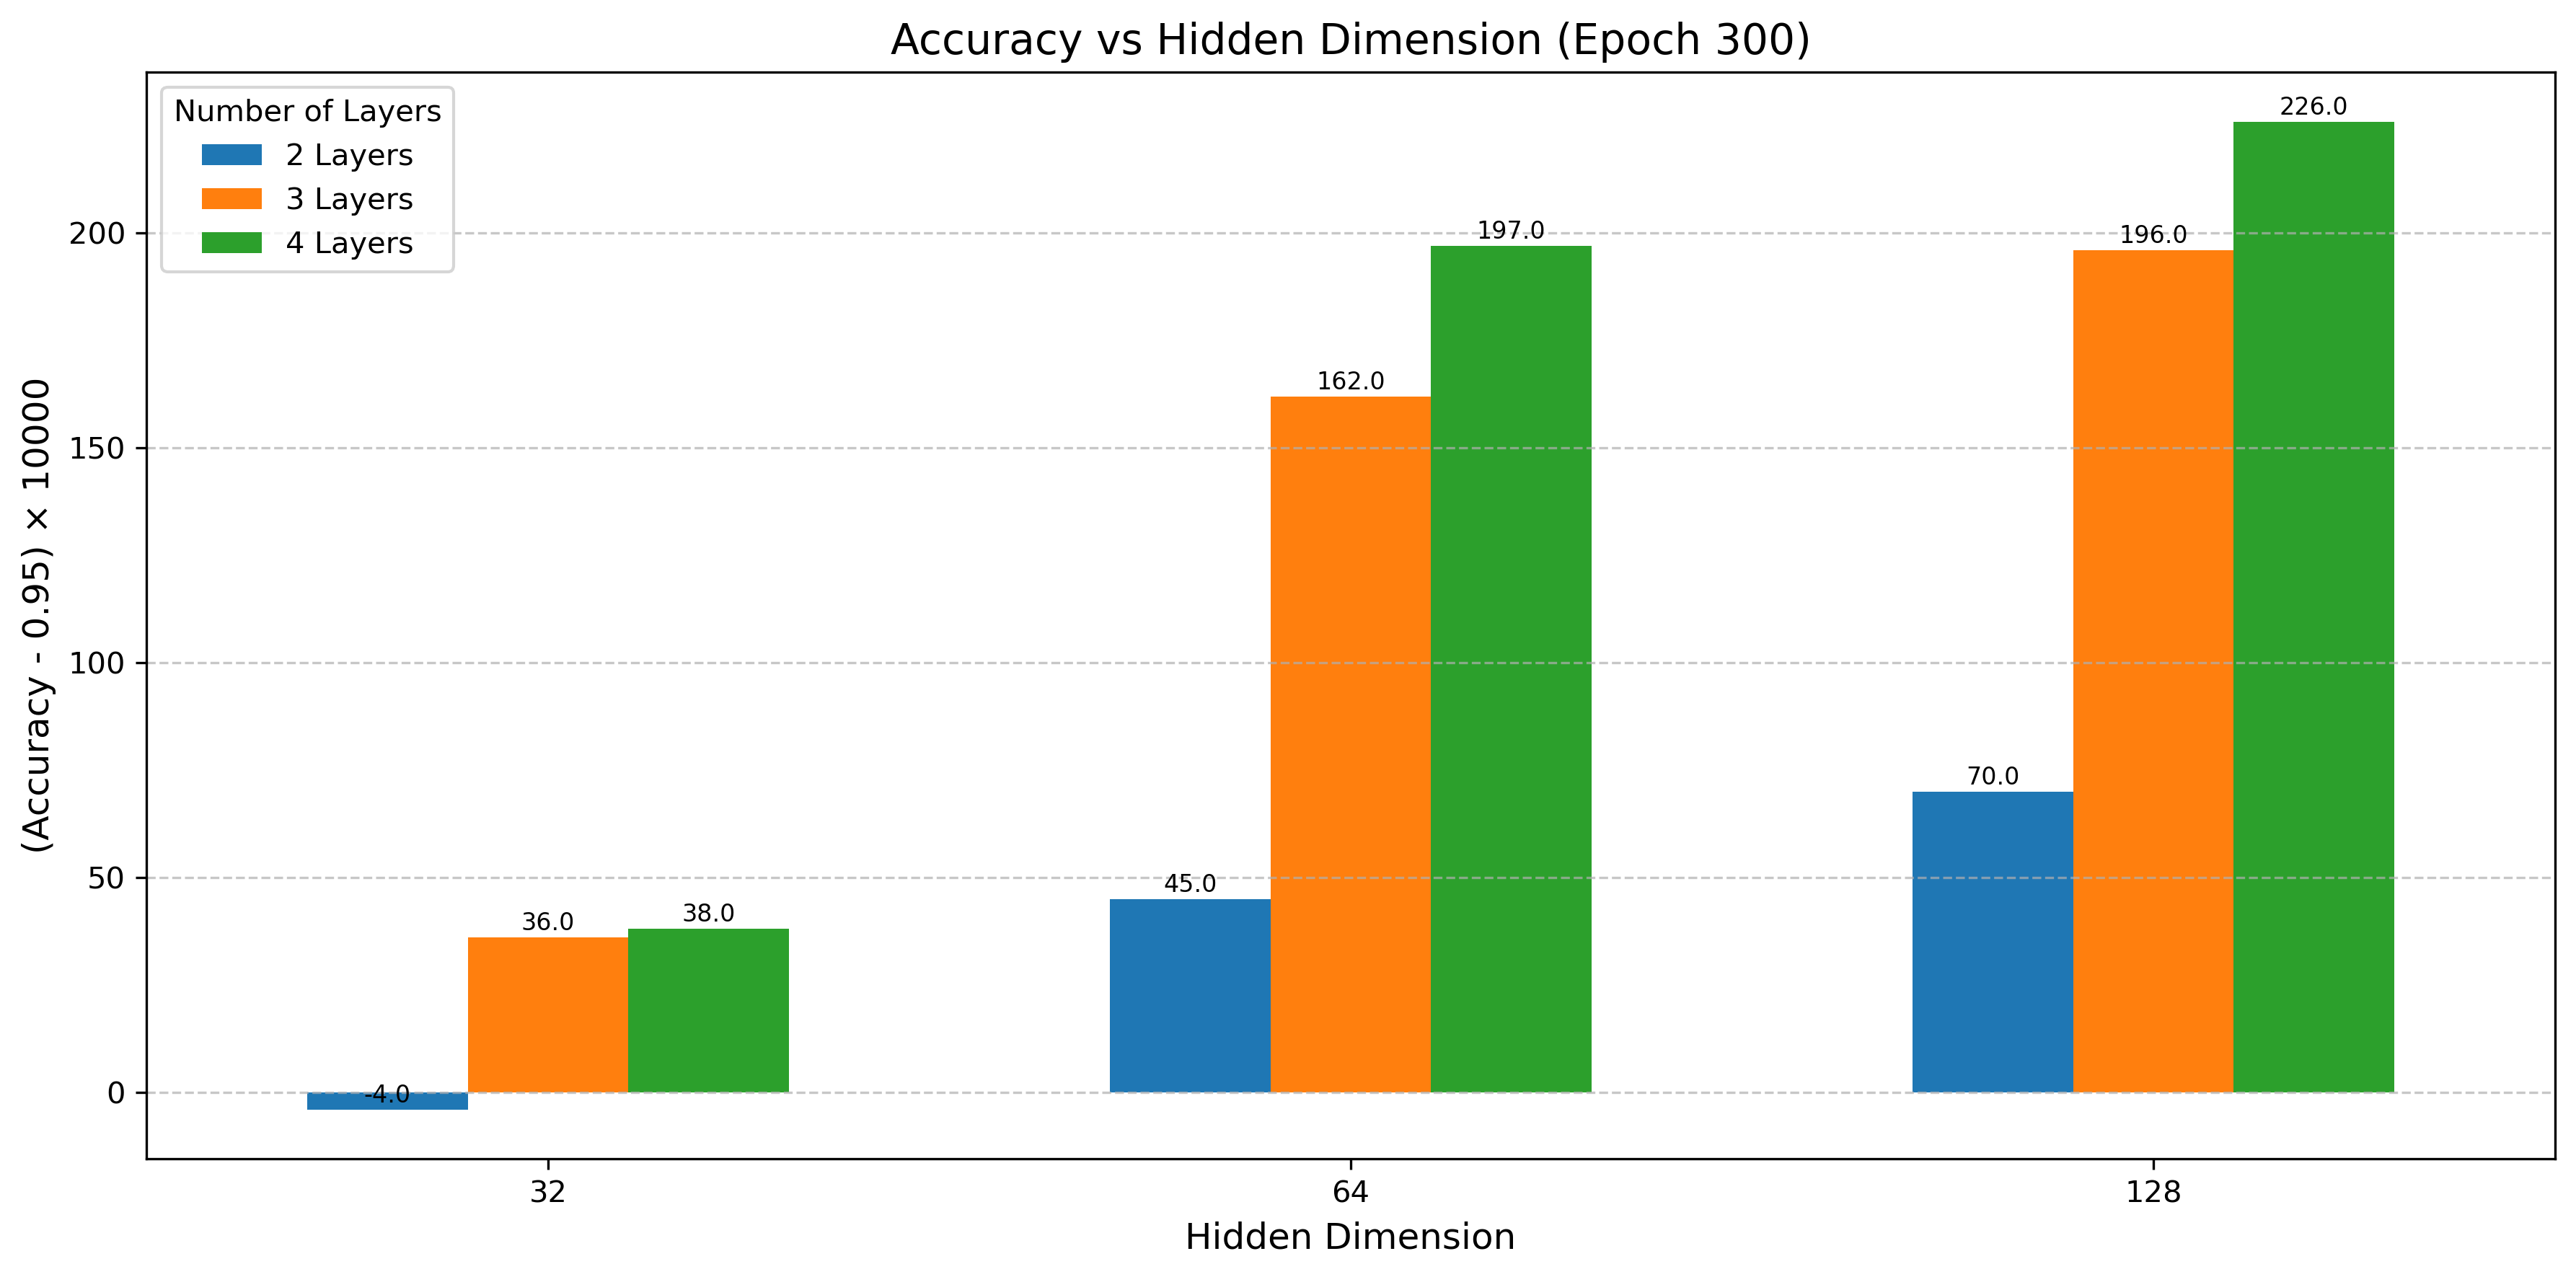 Accuracy vs Hidden Dimension (Epoch 300)
Number of Layers
2 Layers
3 Layers
4 Layers
(Accuracy - 0.95) × 10000
200
150
100
50
0
-4.0
36.0
38.0
45.0
162.0
197.0
70.0
196.0
226.0
32
64
128
Hidden Dimension